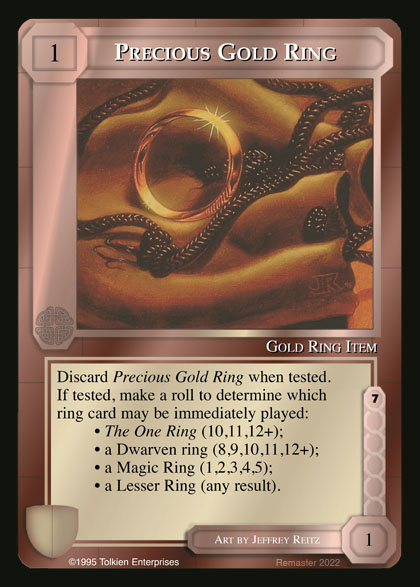 1
PRECIOUS GOLD RING
JR
GOLD RING ITEM
Discard Precious Gold Ring when tested.
If tested, make a roll to determine which
ring card may be immediately played:
• The One Ring (10,11,12+);
• a Dwarven ring (8,9,10,11,12+);
• a Magic Ring (1,2,3,4,5);
• a Lesser Ring (any result).
7
ART BY JEFFREY REITZ
1
©1995 Tolkien Enterprises
Remaster 2022